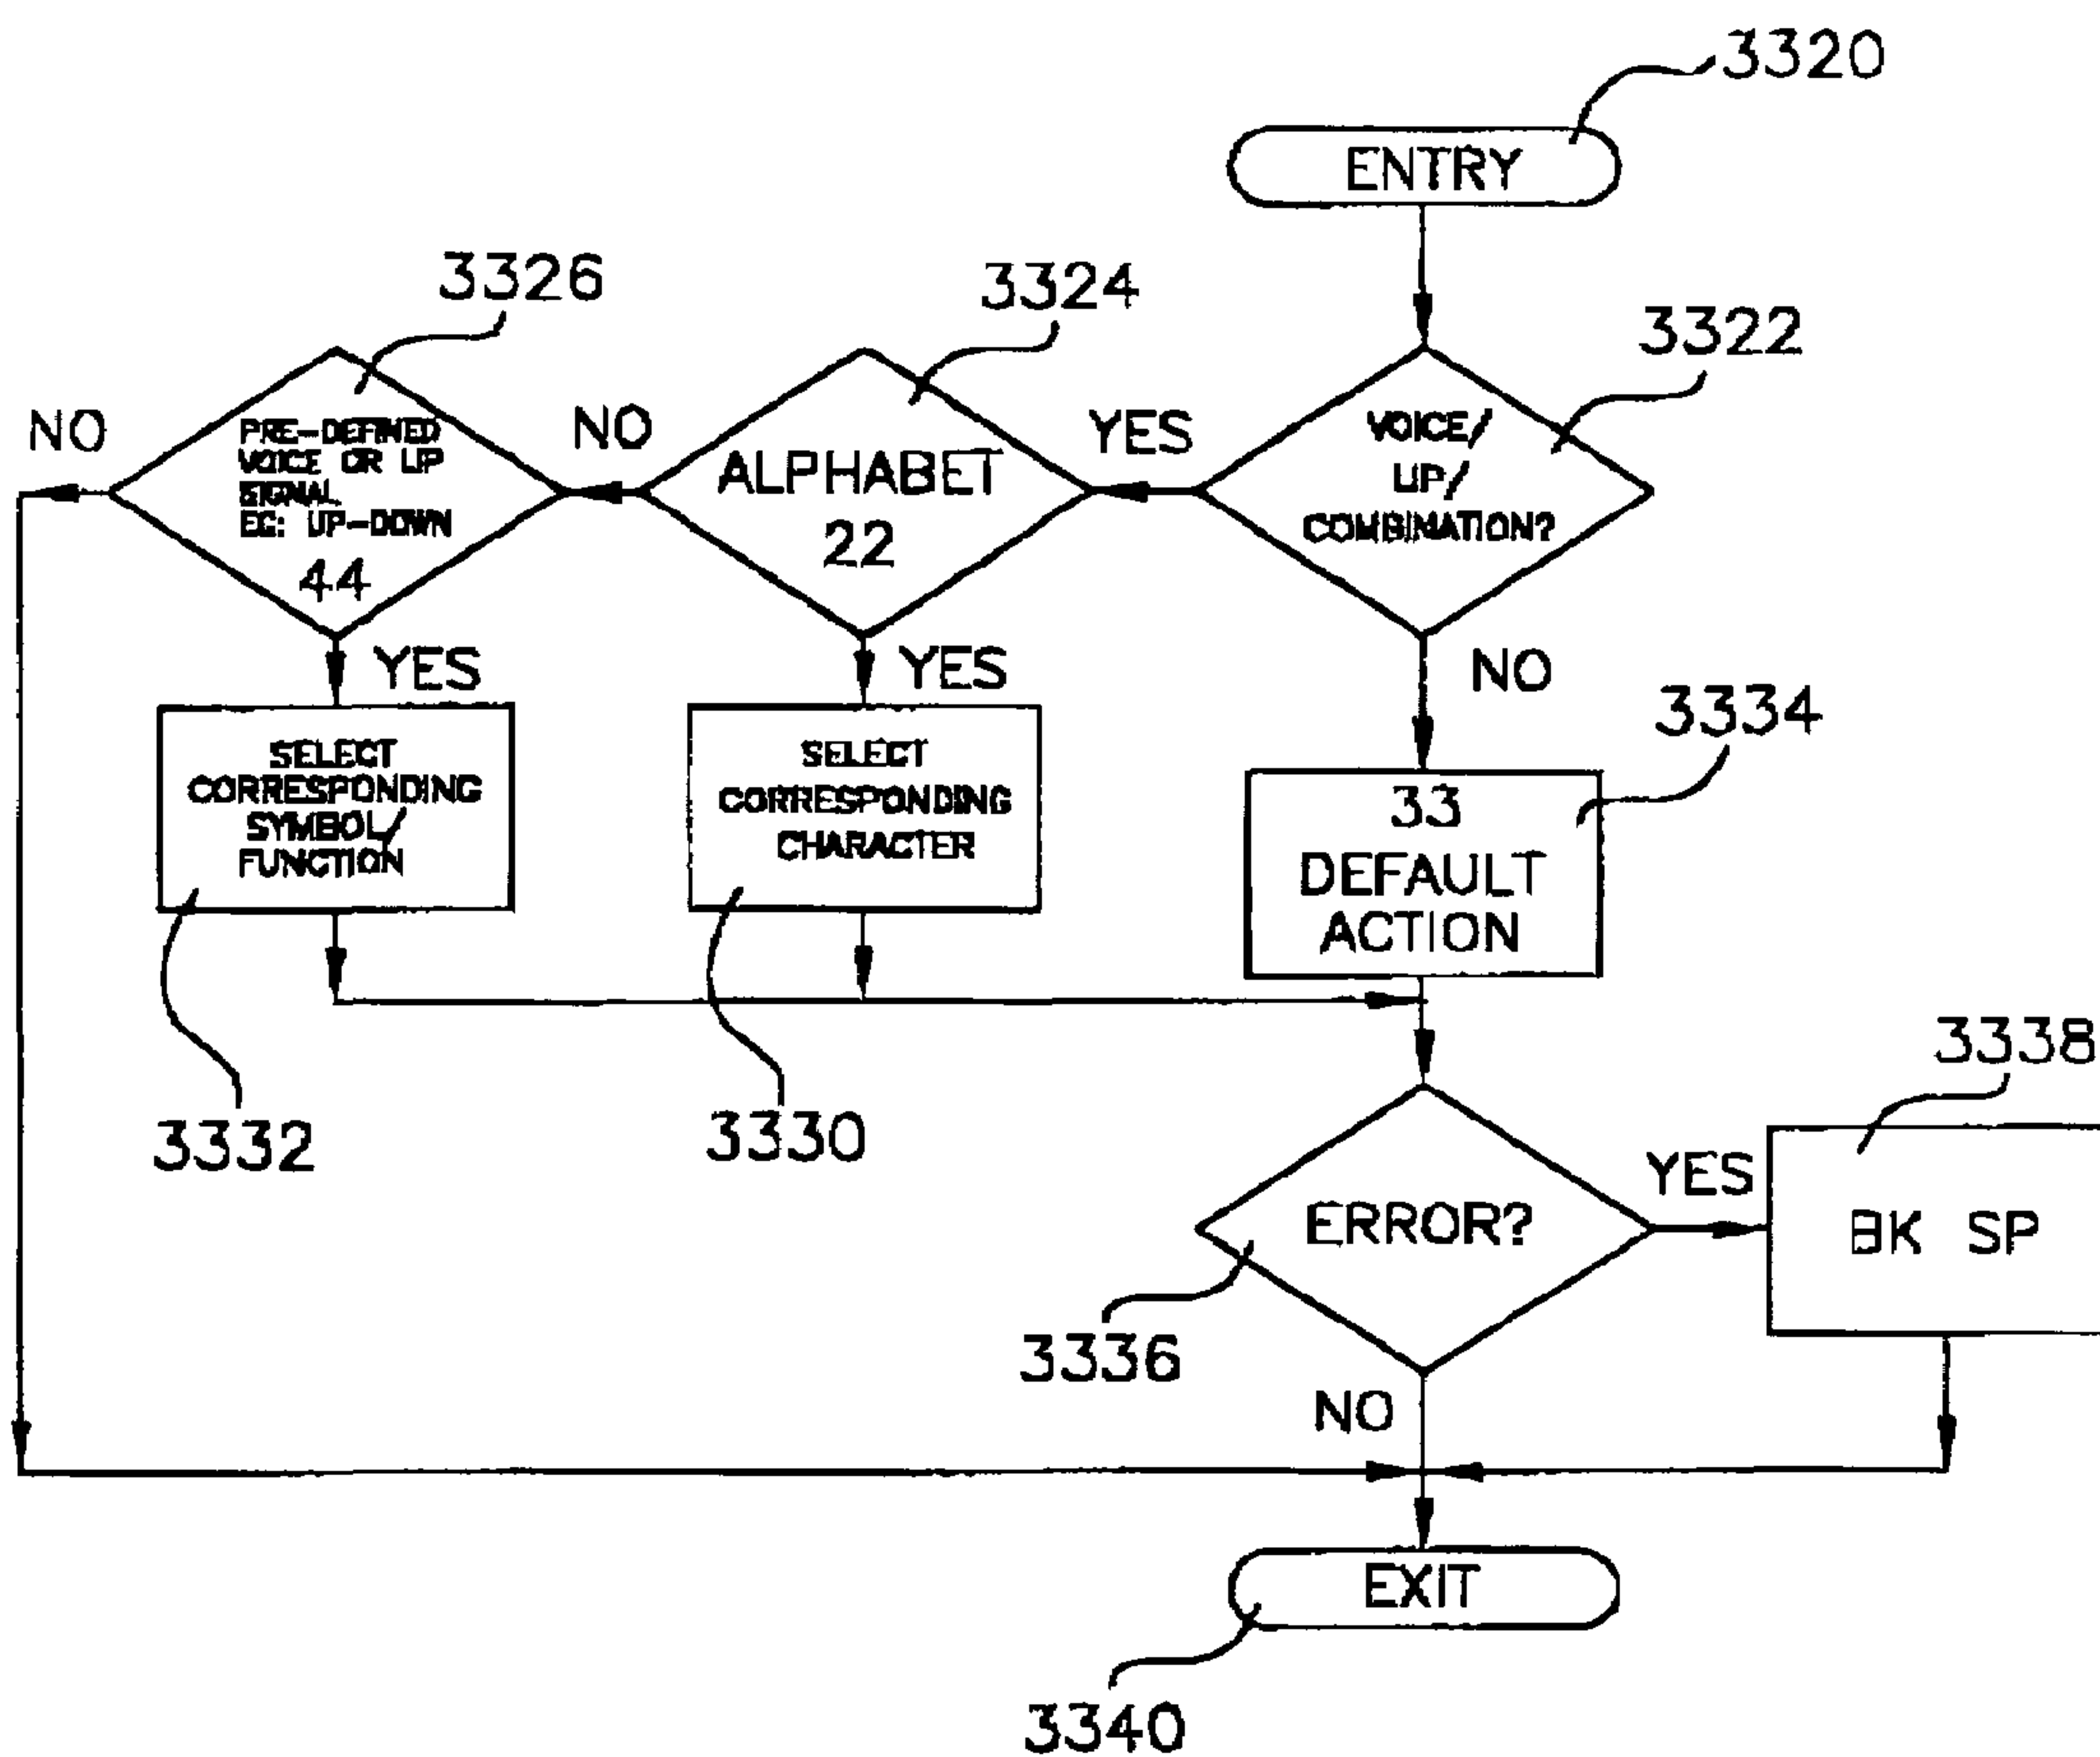 3320
ENTRY
3326
3324
3322
NO
PRE-DEFINED
VOICE OR LIP
SIGNAL
EG: UP-DOWN
44
NO
ALPHABET
22
YES
VOICE/
LIP/
COMBINATION?
YES
YES
NO
3334
SELECT
CORRESPONDING
SYMBOL/
FUNCTION
SELECT
CORRESPONDING
CHARACTER
33
DEFAULT
ACTION
3332
3330
3338
ERROR?
YES
BK SP
3336
NO
EXIT
3340